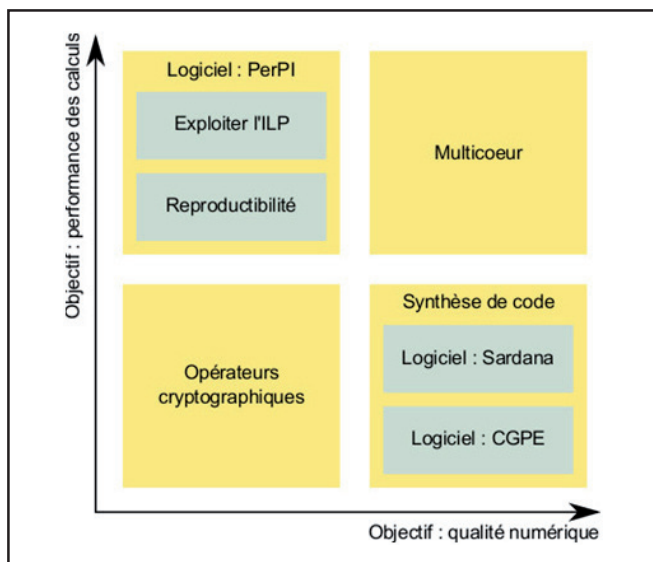 Objectif : performance des calculs
Logiciel : PerPI
Exploiter l'ILP
Reproductibilité
Multicoeur
Opérateurs
cryptographiques
Synthèse de code
Logiciel : Sardana
Logiciel : CGPE
Objectif : qualité numérique